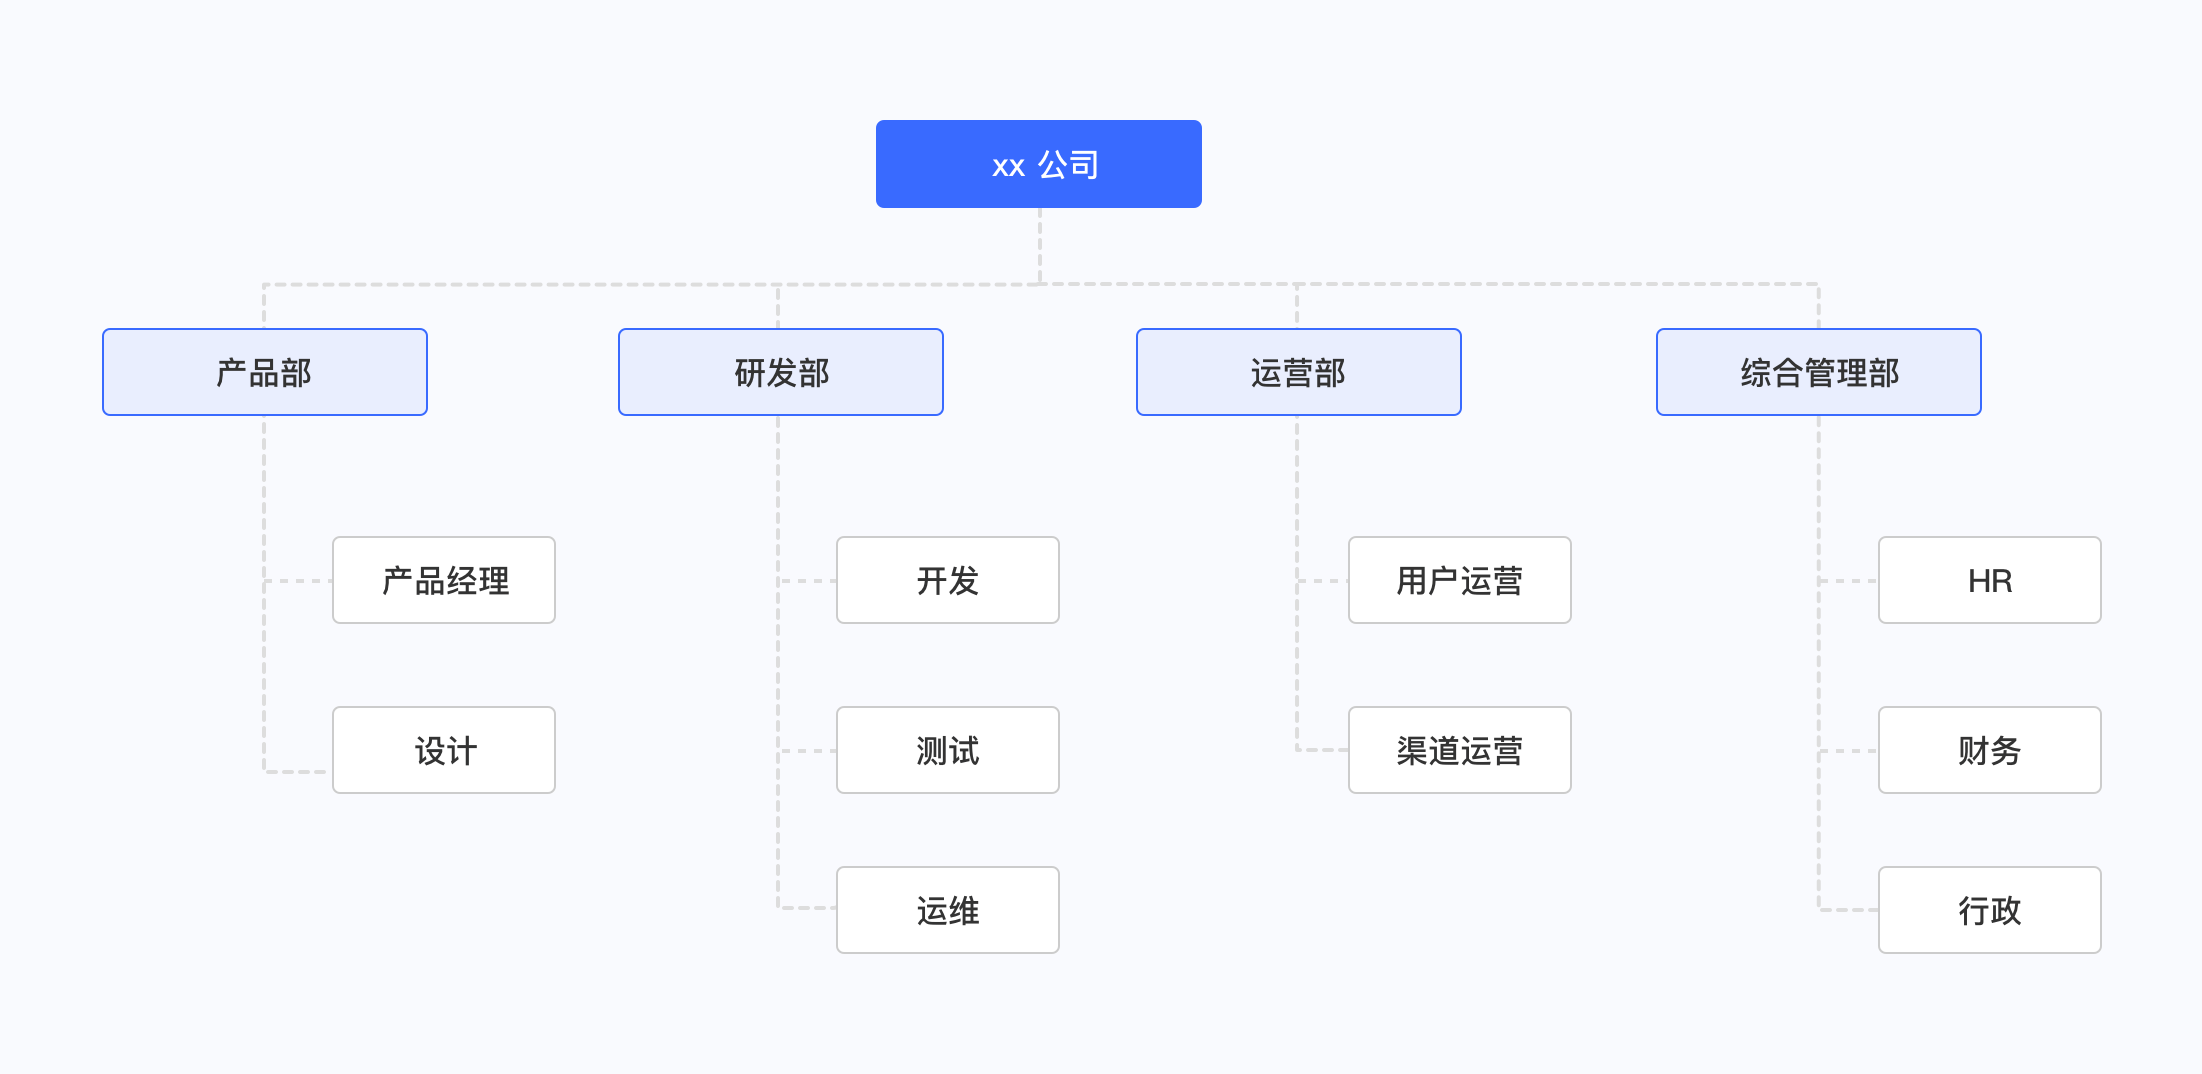 xx 公司
产品部
研发部
运营部
综合管理部
产品经理
开发
用户运营
HR
设计
测试
渠道运营
财务
运维
行政